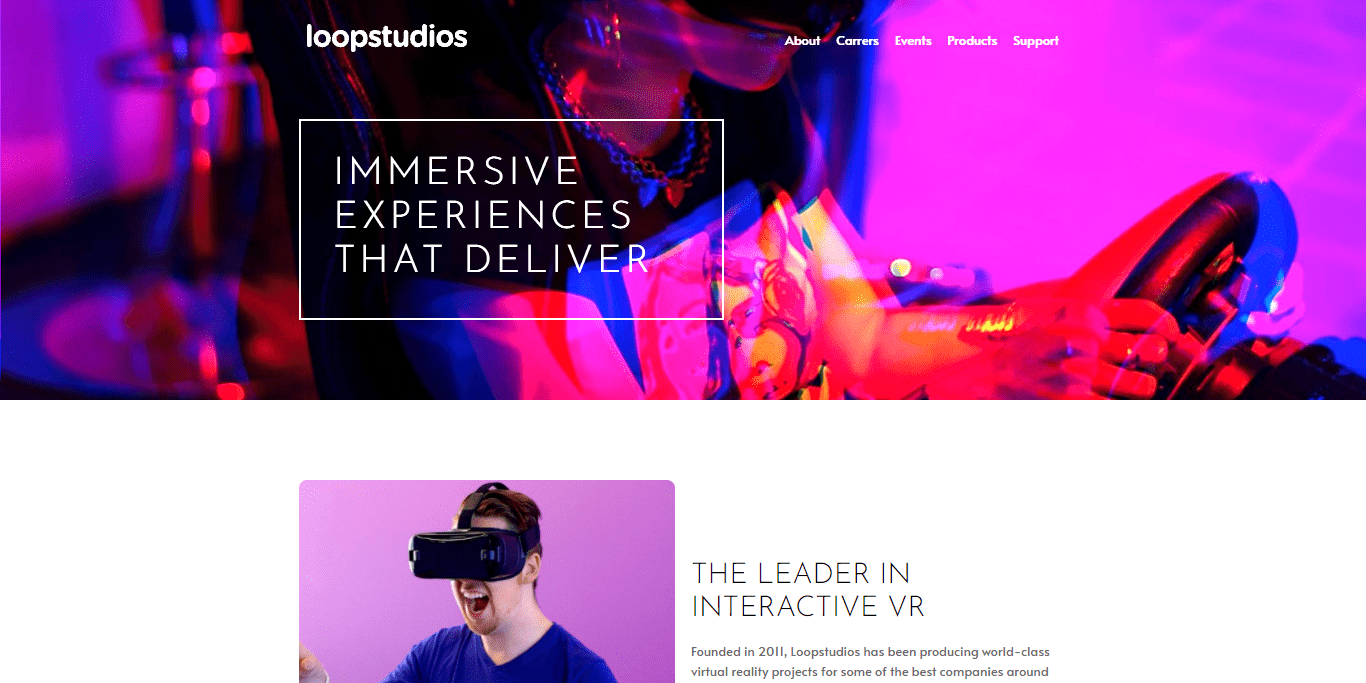 loopstudios
About Carrers Events Products Support
IMMERSIVE
EXPERIENCES
THAT DELIVER
THE LEADER IN
INTERACTIVE VR
Founded in 2011, Loopstudios has been producing world-class
virtual reality projects for some of the best companies around